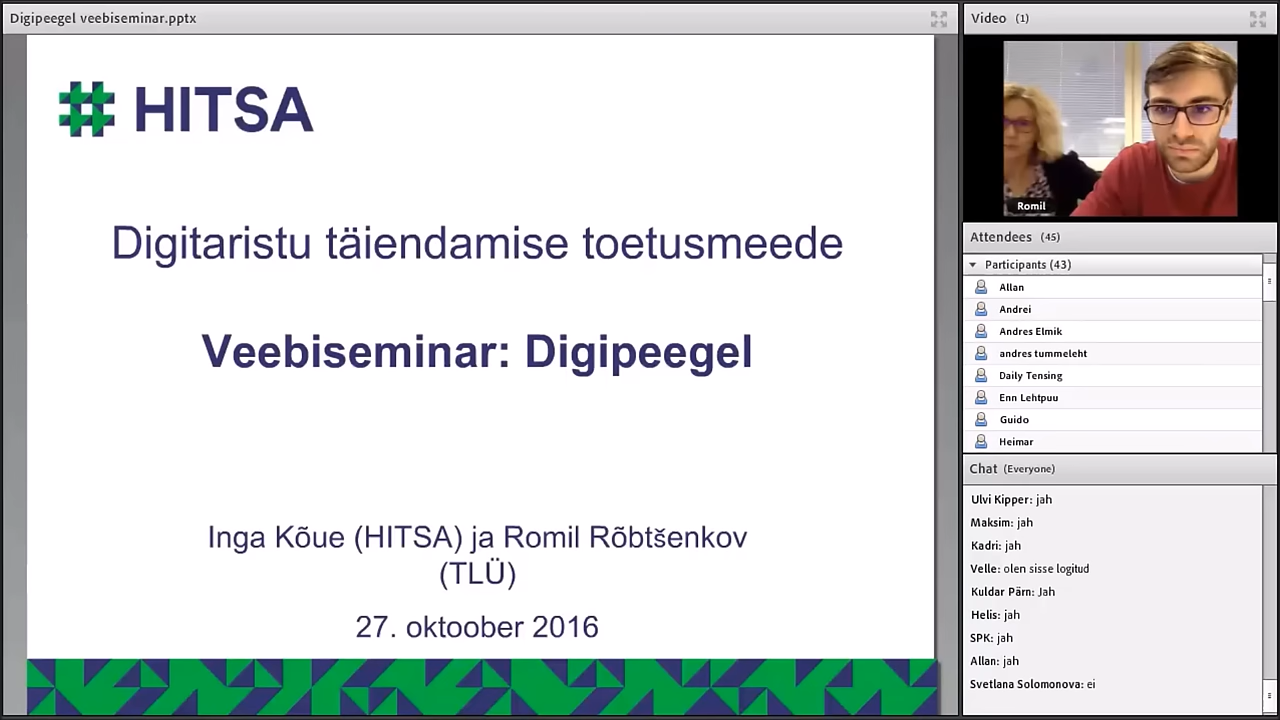 Digipeegel veebiseminar.pptx
HITSA
Digitaristu täiendamise toetusmeede
Veebiseminar: Digipeegel
Inga Kõue (HITSA) ja Romil Rõbtšenkov
(TLÜ)
27. oktoober 2016
Video (1)
Romil
Attendees (45)
Participants (43)
Allan
Andrei
Andres Elmik
andres tummeleht
Daily Tensing
Enn Lehtpuu
Guido
Heimar
Chat (Everyone)
Ulvi Kipper: jah
Maksim: jah
Kadri: jah
Velle: olen sisse logitud
Kuldar Pärn: Jah
Helis: jah
SPK: jah
Allan: jah
Svetlana Solomonova: ei